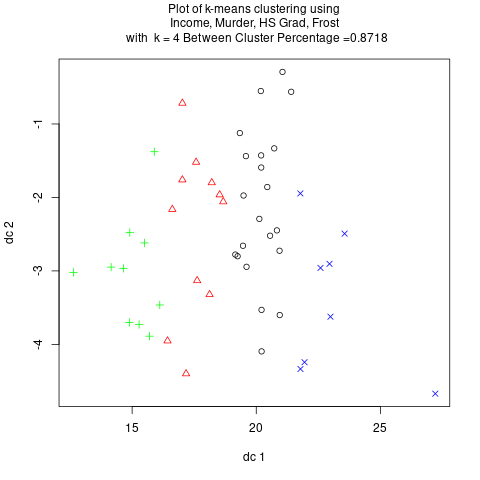 Plot of k-means clustering using
Income, Murder, HS Grad, Frost
with k = 4 Between Cluster Percentage =0.8718
-1
-2
-3
-4
dc 2
15 20 25
dc 1